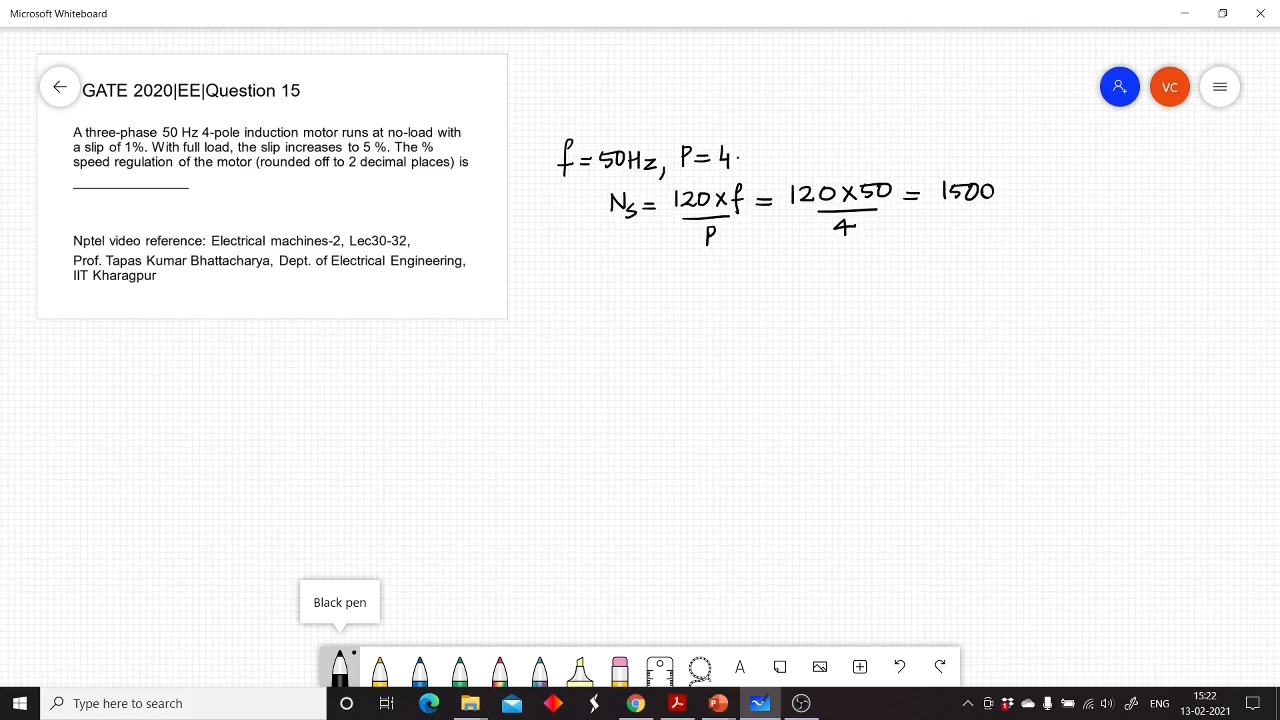 Microsoft Whiteboard
GATE 2020|EE|Question 15
VC
A three-phase 50 Hz 4-pole induction motor runs at no-load with
a slip of 1%. With full load, the slip increases to 5 %. The %
speed regulation of the motor (rounded off to 2 decimal places) is
Nptel video reference: Electrical machines-2, Lec30-32,
Prof. Tapas Kumar Bhattacharya, Dept. of Electrical Engineering,
IIT Kharagpur
f = 50Hz, P = 4
Ns = 120 x f / P = 120 x 50 / 4 = 1500
Black pen
A
Type here to search
ENG
15:22
13-02-2021